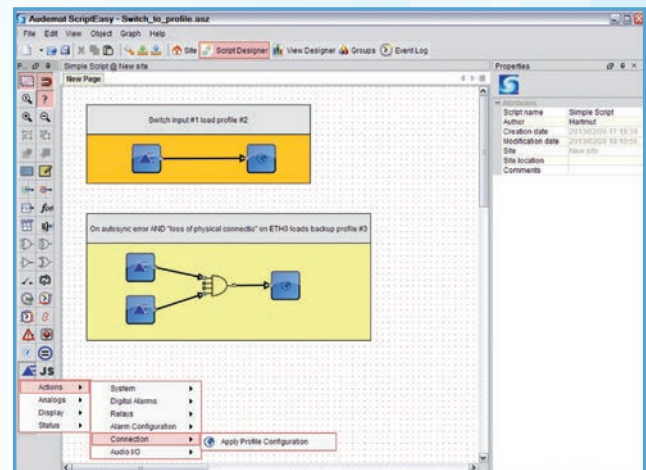 Audemat ScriptEasy - Switch_to_profile.asz
File Edit View Object Graph Help
Site Script Designer View Designer Groups Event Log
P...
Simple Script @ New site
New Page
Switch input #1 load profile #2
On autosync error AND "loss of physical connectio" on ETH0 loads backup profile #3
f(x)
JS
Actions
Analogs
Display
Status
System
Digital Alarms
Relays
Alarm Configuration
Connection
Audio I/O
Apply Profile Configuration
Properties
Attributes
Script name Simple Script
Author Hartmut
Creation date
Modification date
Site New site
Site location
Comments